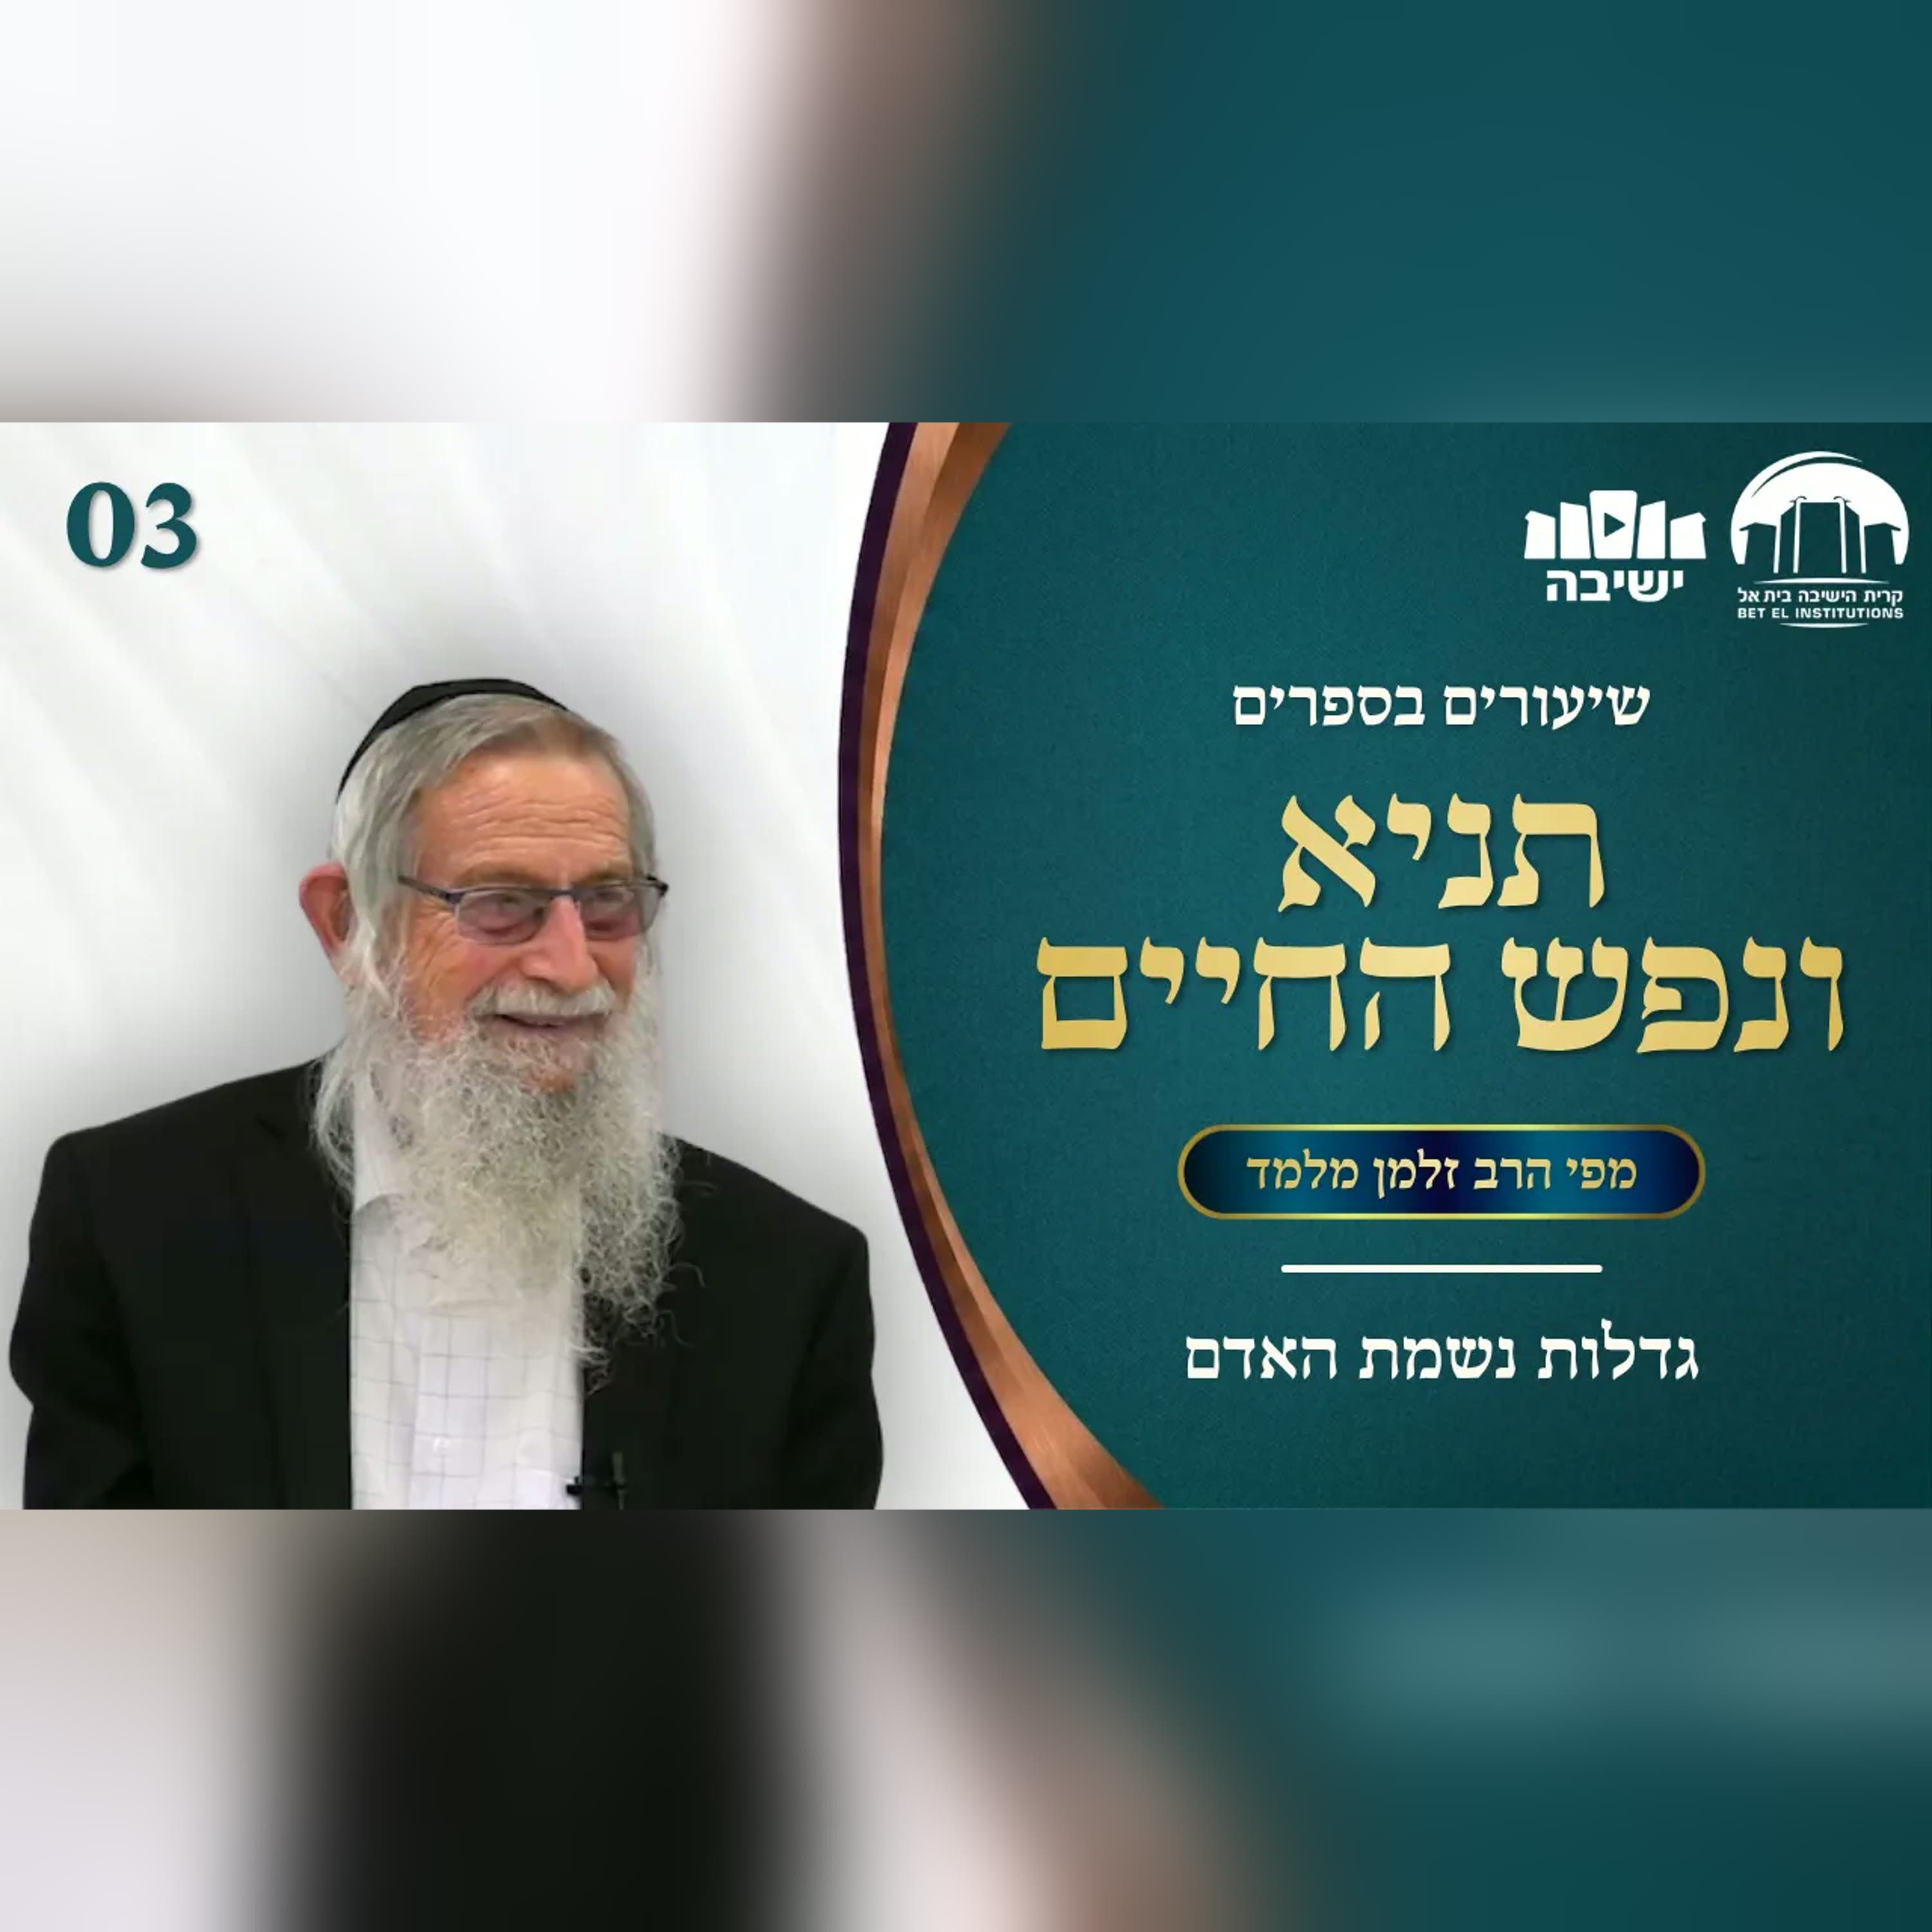 03
ישיבה
קרית הישיבה בית אל
BET EL INSTITUTIONS
שיעורים בספרים
תניא
ונפש החיים
מפי הרב זלמן מלמד
גדלות נשמת האדם